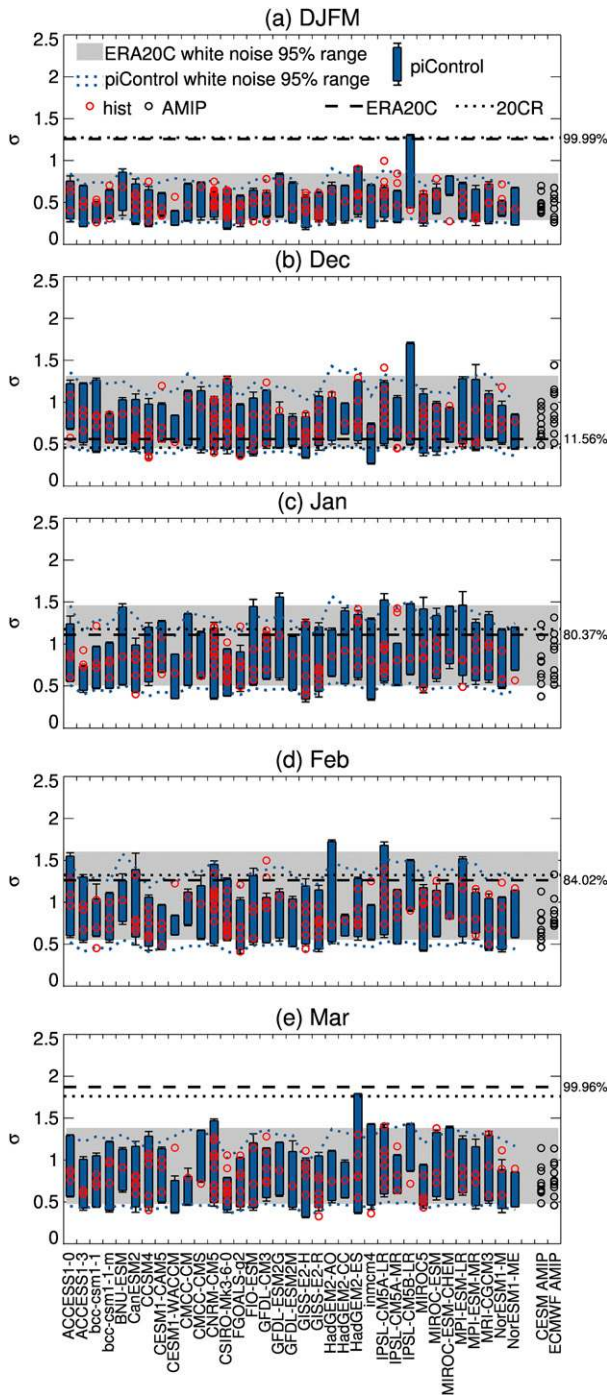 (a) DJFM
2.5
ERA20C white noise 95% range
piControl white noise 95% range
piControl
2
hist
AMIP
ERA20C
20CR
1.5
σ
99.99%
1
0.5
0
(b) Dec
2.5
2
1.5
σ
1
0.5
11.56%
0
(c) Jan
2.5
2
1.5
σ
80.37%
1
0.5
0
(d) Feb
2.5
2
1.5
σ
84.02%
1
0.5
0
(e) Mar
2.5
2
99.96%
1.5
σ
1
0.5
0
ACCESS1-0
ACCESS1-3
bcc-csm1-1
bcc-csm1-1-m
BNU-ESM
CanESM2
CCSM4
CESM1-CAM5
CESM1-WACCM
CMCC-CM
CMCC-CMS
CNRM-CM5
CSIRO-Mk3-6-0
FGOALS-g2
FIO-ESM
GFDL-CM3
GFDL-ESM2G
GFDL-ESM2M
GISS-E2-H
GISS-E2-R
HadGEM2-AO
HadGEM2-CC
HadGEM2-ES
inmcm4
IPSL-CM5A-LR
IPSL-CM5A-MR
IPSL-CM5B-LR
MIROC5
MIROC-ESM
MIROC-ESM-CHEM
MPI-ESM-LR
MPI-ESM-MR
MRI-CGCM3
NorESM1-M
NorESM1-ME
CESM AMIP
ECMWF AMIP